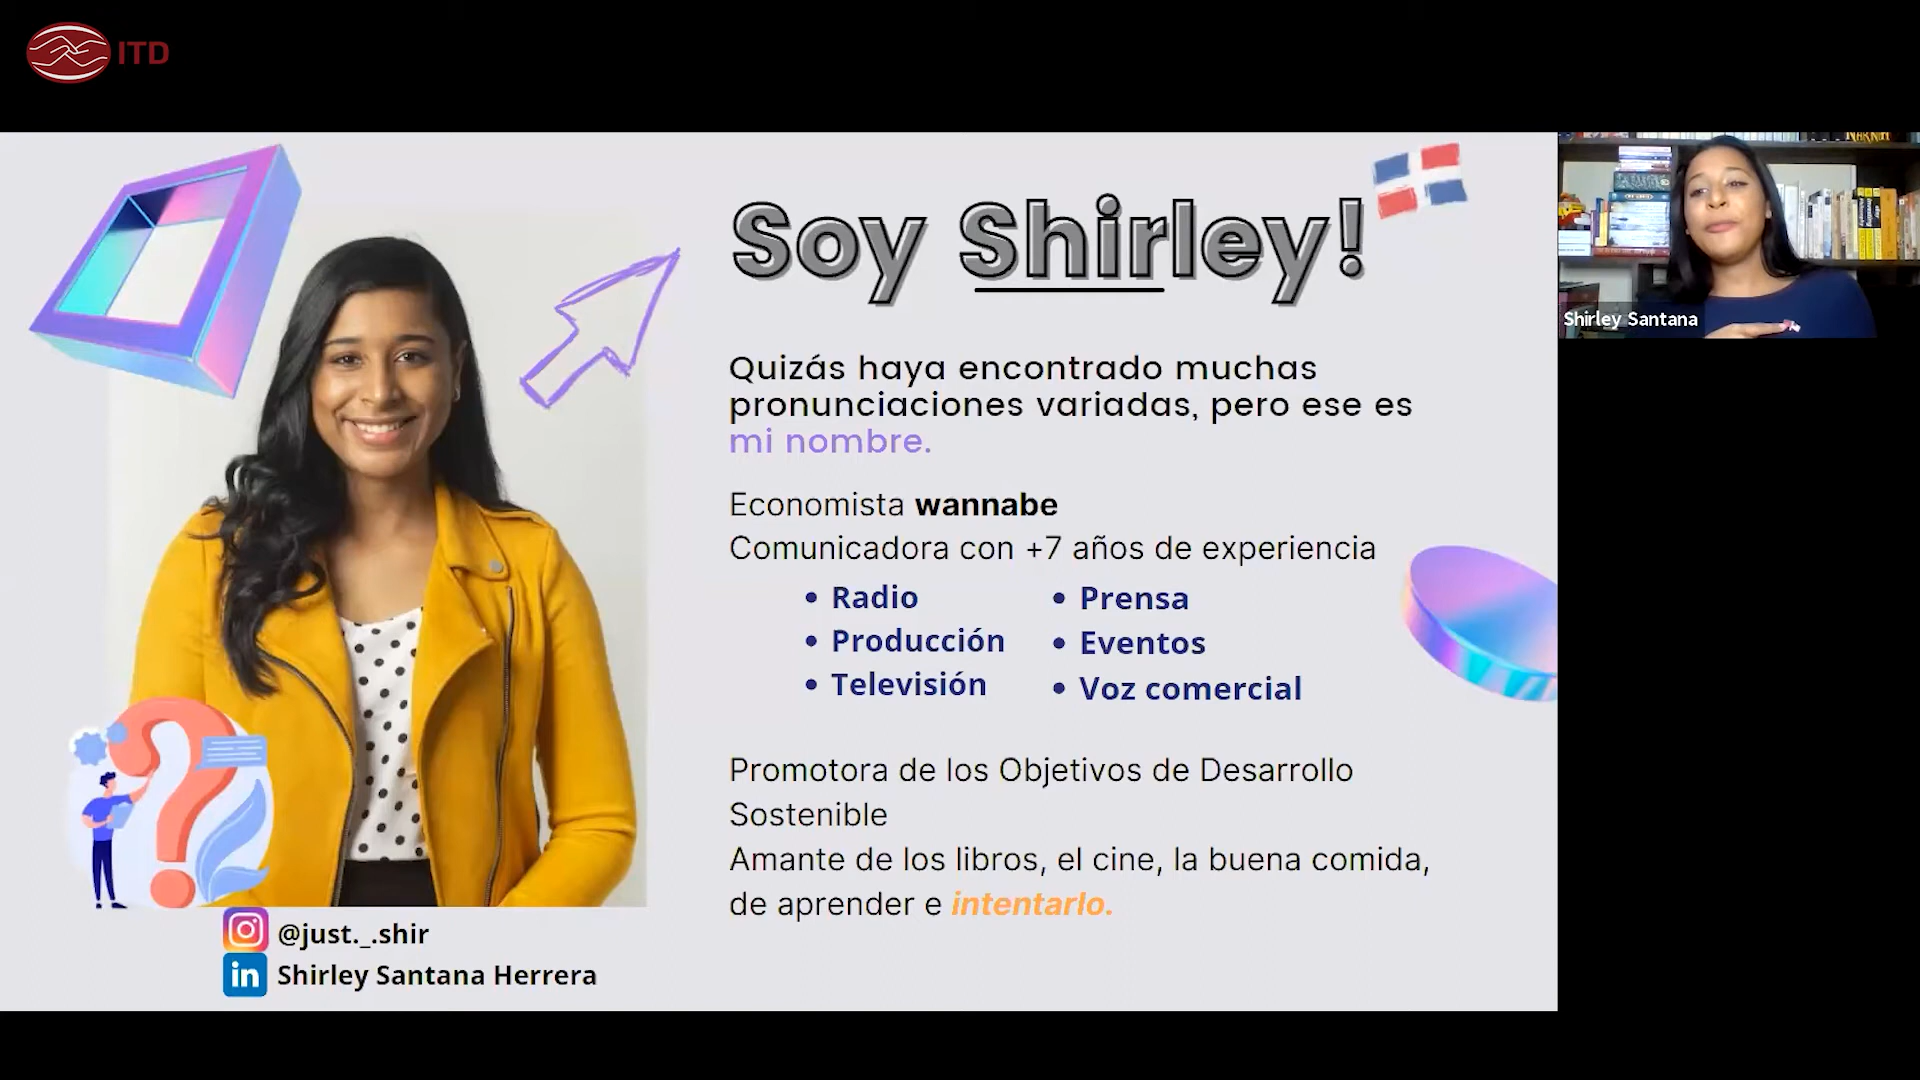 ITD
Soy Shirley!
Quizás haya encontrado muchas
pronunciaciones variadas, pero ese es
mi nombre.
Economista wannabe
Comunicadora con +7 años de experiencia
• Radio
• Producción
• Televisión
• Prensa
• Eventos
• Voz comercial
Promotora de los Objetivos de Desarrollo
Sostenible
Amante de los libros, el cine, la buena comida,
de aprender e intentarlo.
@just._.shir
in
Shirley Santana Herrera
NARNIA
Shirley Santana